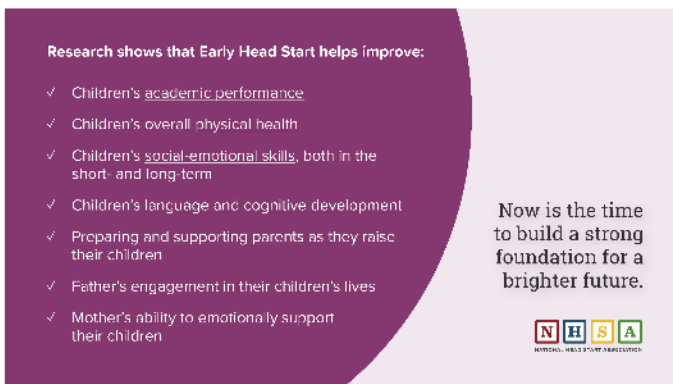 Research shows that Early Head Start helps improve:
✓ Children's academic performance
✓ Children's overall physical health
✓ Children's social-emotional skills, both in the
short- and long-term
✓ Children's language and cognitive development
✓ Preparing and supporting parents as they raise
their children
✓ Father's engagement in their children's lives
✓ Mother's ability to emotionally support
their children
Now is the time
to build a strong
foundation for a
brighter future.
NHSA
NATIONAL HEAD START ASSOCIATION